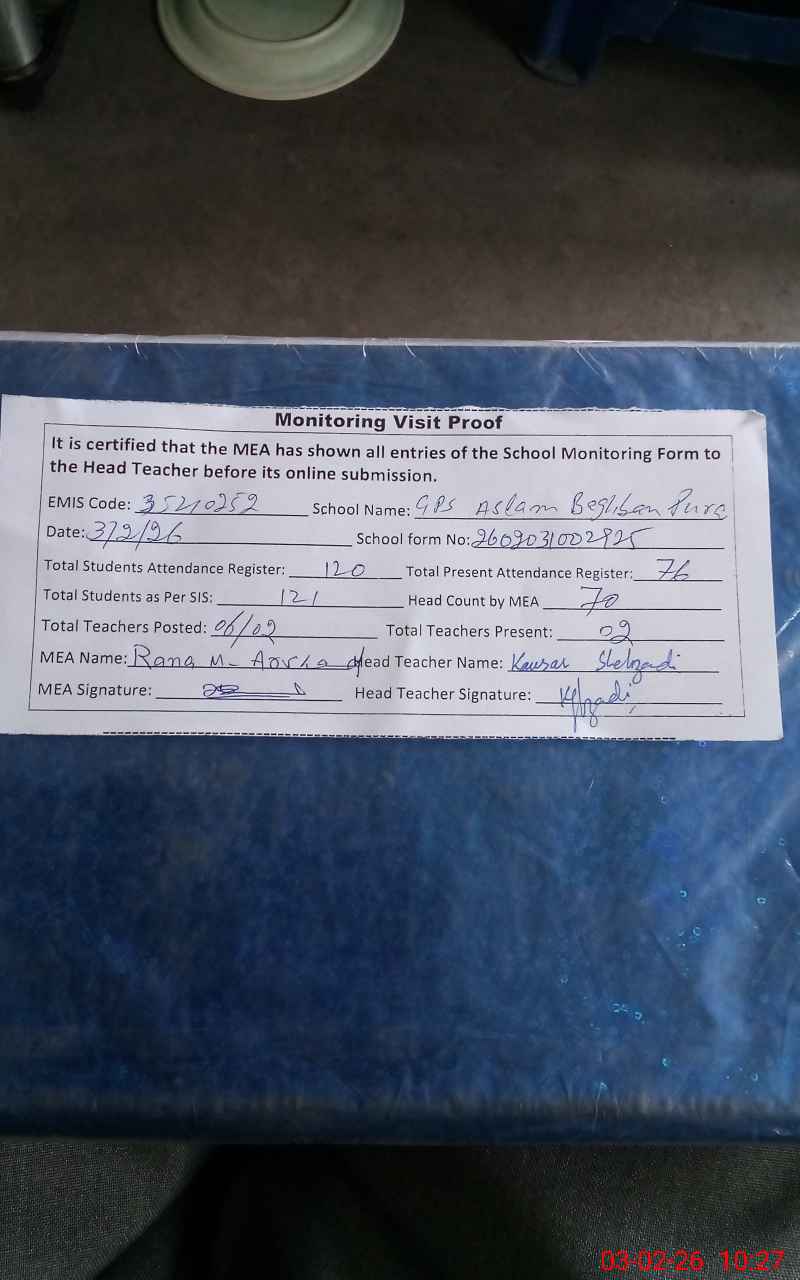 Monitoring Visit Proof
It is certified that the MEA has shown all entries of the School Monitoring Form to
the Head Teacher before its online submission.
EMIS Code: 35210252 School Name: GPS Aslam Baghban Pura
Date: 3/2/26 School form No: 2602031002925
Total Students Attendance Register: 120 Total Present Attendance Register: 76
Total Students as Per SIS: 121 Head Count by MEA 70
Total Teachers Posted: 06/02 Total Teachers Present: 02
MEA Name: Rana M. Head Teacher Name: Kausar Shehzadi
MEA Signature: Head Teacher Signature:
03-02-26 10:27